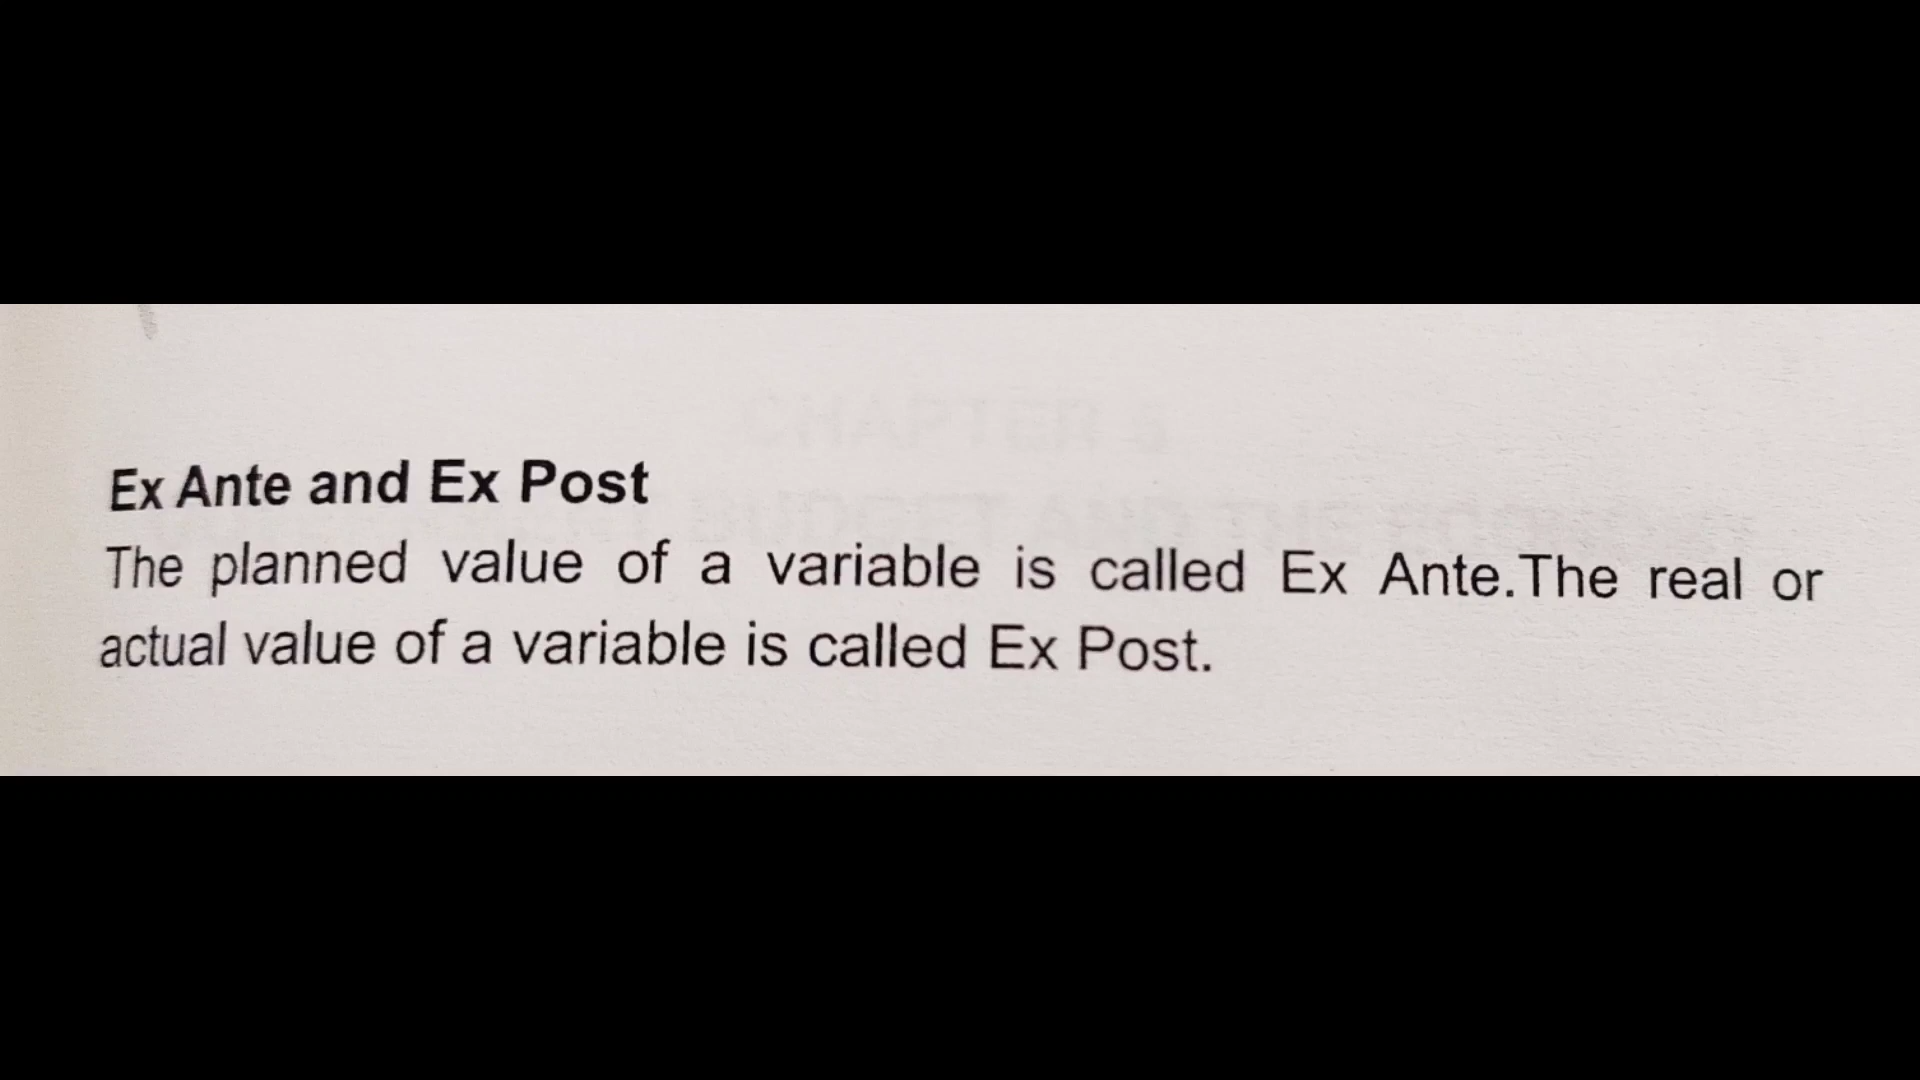 Ex Ante and Ex Post
The planned value of a variable is called Ex Ante.The real or
actual value of a variable is called Ex Post.